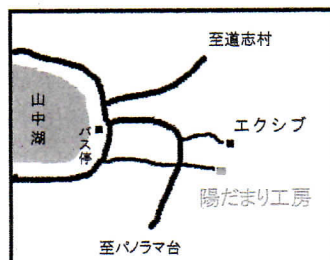 至道志村
山中湖
バス停
エクシブ
陽だまり工房
至パノラマ台